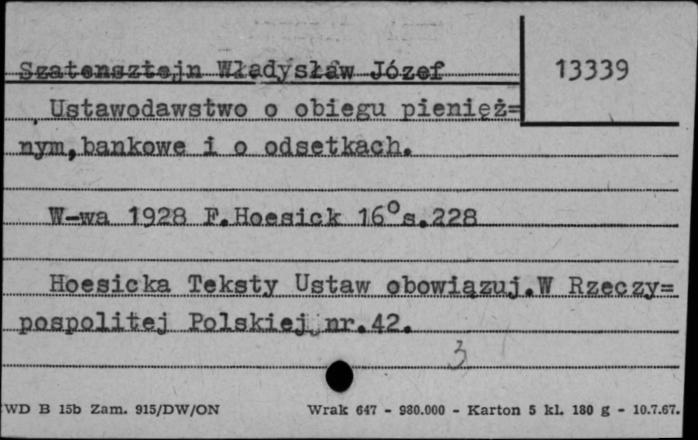 Szatensztejn Władysław Józef
13339
Ustawodawstwo o obiegu pienięż=
nym,bankowe i o odsetkach.
W-wa 1928 F.Hoesick 16° s.228
Hoesicka Teksty Ustaw obowiązuj.W Rzeczy=
pospolitej Polskiej nr.42.
3
WD B 15b Zam. 915/DW/ON Wrak 647 - 980.000 - Karton 5 kl. 180 g - 10.7.67.